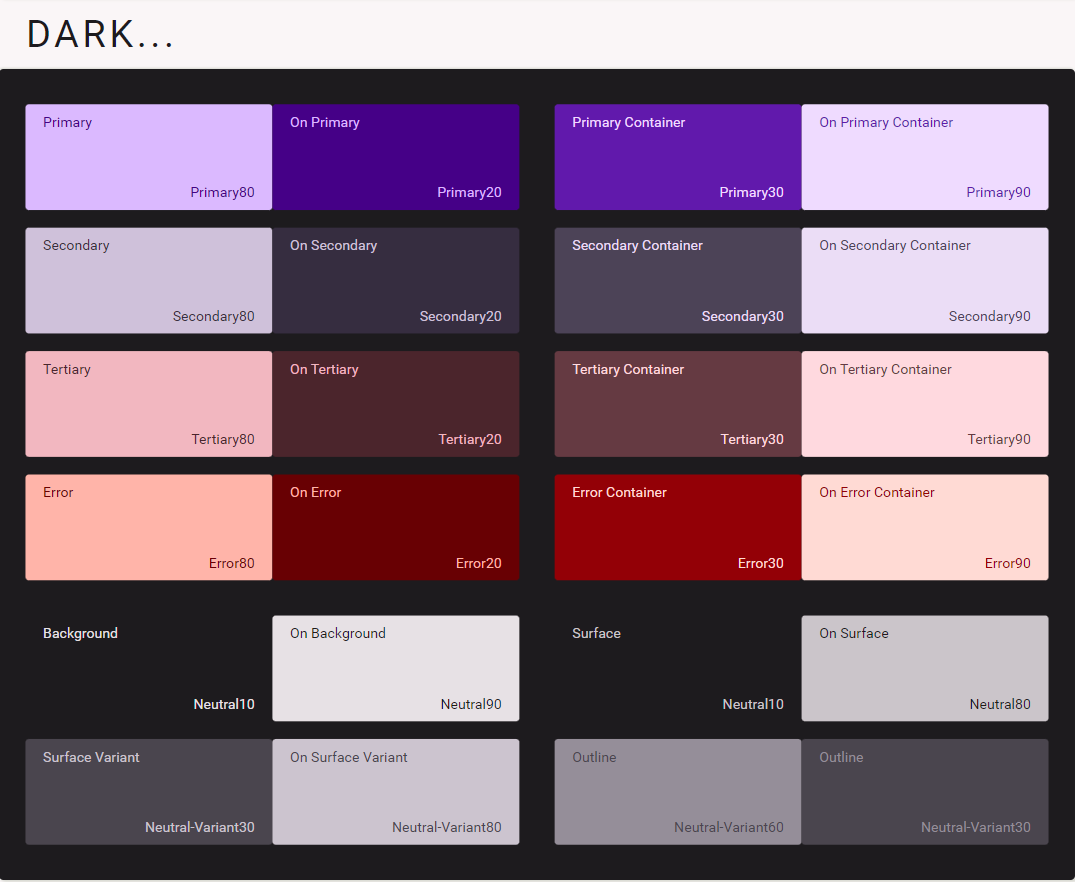 DARK...
Primary
Primary80
On Primary
Primary20
Primary Container
Primary30
On Primary Container
Primary90
Secondary
Secondary80
On Secondary
Secondary20
Secondary Container
Secondary30
On Secondary Container
Secondary90
Tertiary
Tertiary80
On Tertiary
Tertiary20
Tertiary Container
Tertiary30
On Tertiary Container
Tertiary90
Error
Error80
On Error
Error20
Error Container
Error30
On Error Container
Error90
Background
Neutral10
On Background
Neutral90
Surface
Neutral10
On Surface
Neutral80
Surface Variant
Neutral-Variant30
On Surface Variant
Neutral-Variant80
Outline
Neutral-Variant60
Outline
Neutral-Variant30